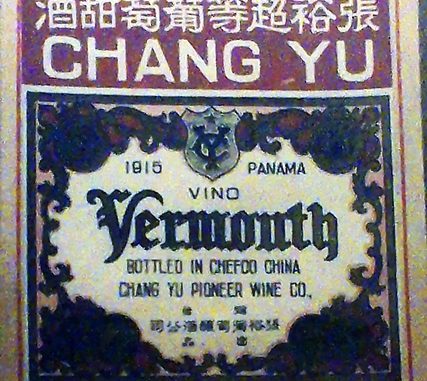 張裕超等葡萄甜酒
CHANG YU
1915 PANAMA
VINO
Vermouth
BOTTLED IN CHEFOO CHINA
CHANG YU PIONEER WINE CO.,
張裕葡萄釀酒公司